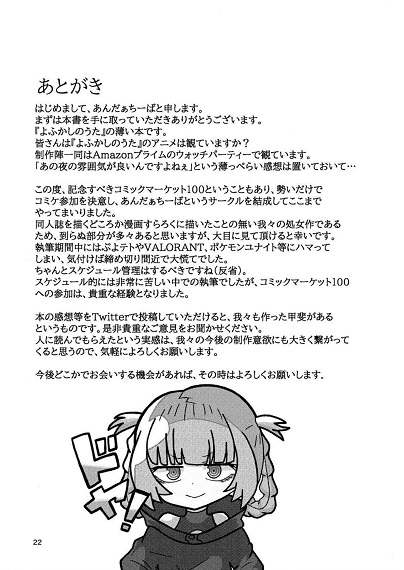 あとがき
はじめまして、あんだぁちーばと申します。
まずは本書を手に取っていただきありがとうございます。
『よふかしのうた』の薄い本です。
皆さんは『よふかしのうた』のアニメは観ていますか？
制作陣一同はAmazonプライムのウォッチパーティーで観ています。
「あの夜の雰囲気が良いんですよねぇ」という薄っぺらい感想は置いておいて…
この度、記念すべきコミックマーケット100ということもあり、勢いだけで
コミケ参加を決意し、あんだぁちーばというサークルを結成してここまで
やってまいりました。
同人誌を描くどころか漫画すらろくに描いたことの無い我々の処女作である
ため、到らぬ部分が多々あると思いますが、大目に見て頂けると幸いです。
執筆期間中にはぷよテトやVALORANT、ポケモンユナイト等にハマって
しまい、気付けば締め切り間近で大慌てでした。
ちゃんとスケジュール管理はするべきですね（反省）。
スケジュール的には非常に苦しい中での執筆でしたが、コミックマーケット100
への参加は、貴重な経験となりました。
本の感想等をTwitterで投稿していただけると、我々も作った甲斐がある
というものです。是非貴重なご意見をお聞かせください。
人に読んでもらえたという実感は、我々の今後の制作意欲にも大きく繋がって
くると思うので、気軽によろしくお願いします。
今後どこかでお会いする機会があれば、その時はよろしくお願いします。
ドヤッ!
22